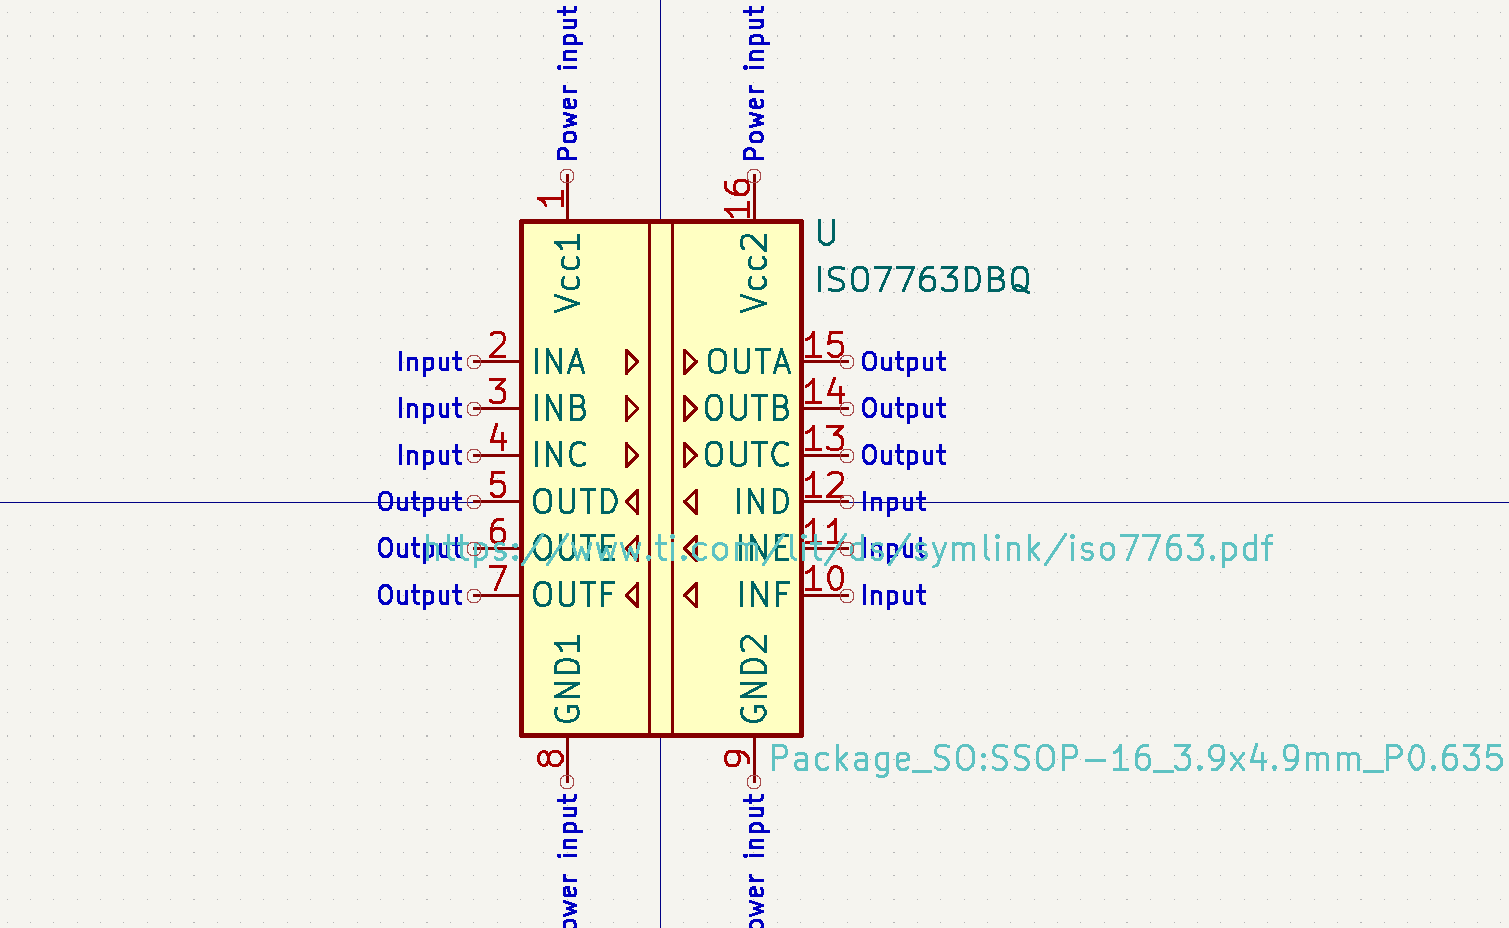 Power input
Power input
1
16
U
ISO7763DBQ
Vcc1
Vcc2
Input 2 INA OUTA 15 Output
Input 3 INB OUTB 14 Output
Input 4 INC OUTC 13 Output
Output 5 OUTD IND 12 Input
Output 6 OUTE INE 11 Input
https://www.ti.com/lit/ds/symlink/iso7763.pdf
Output 7 OUTF INF 10 Input
GND1
GND2
8
9
Package_SO:SSOP-16_3.9x4.9mm_P0.635
ower input
ower input